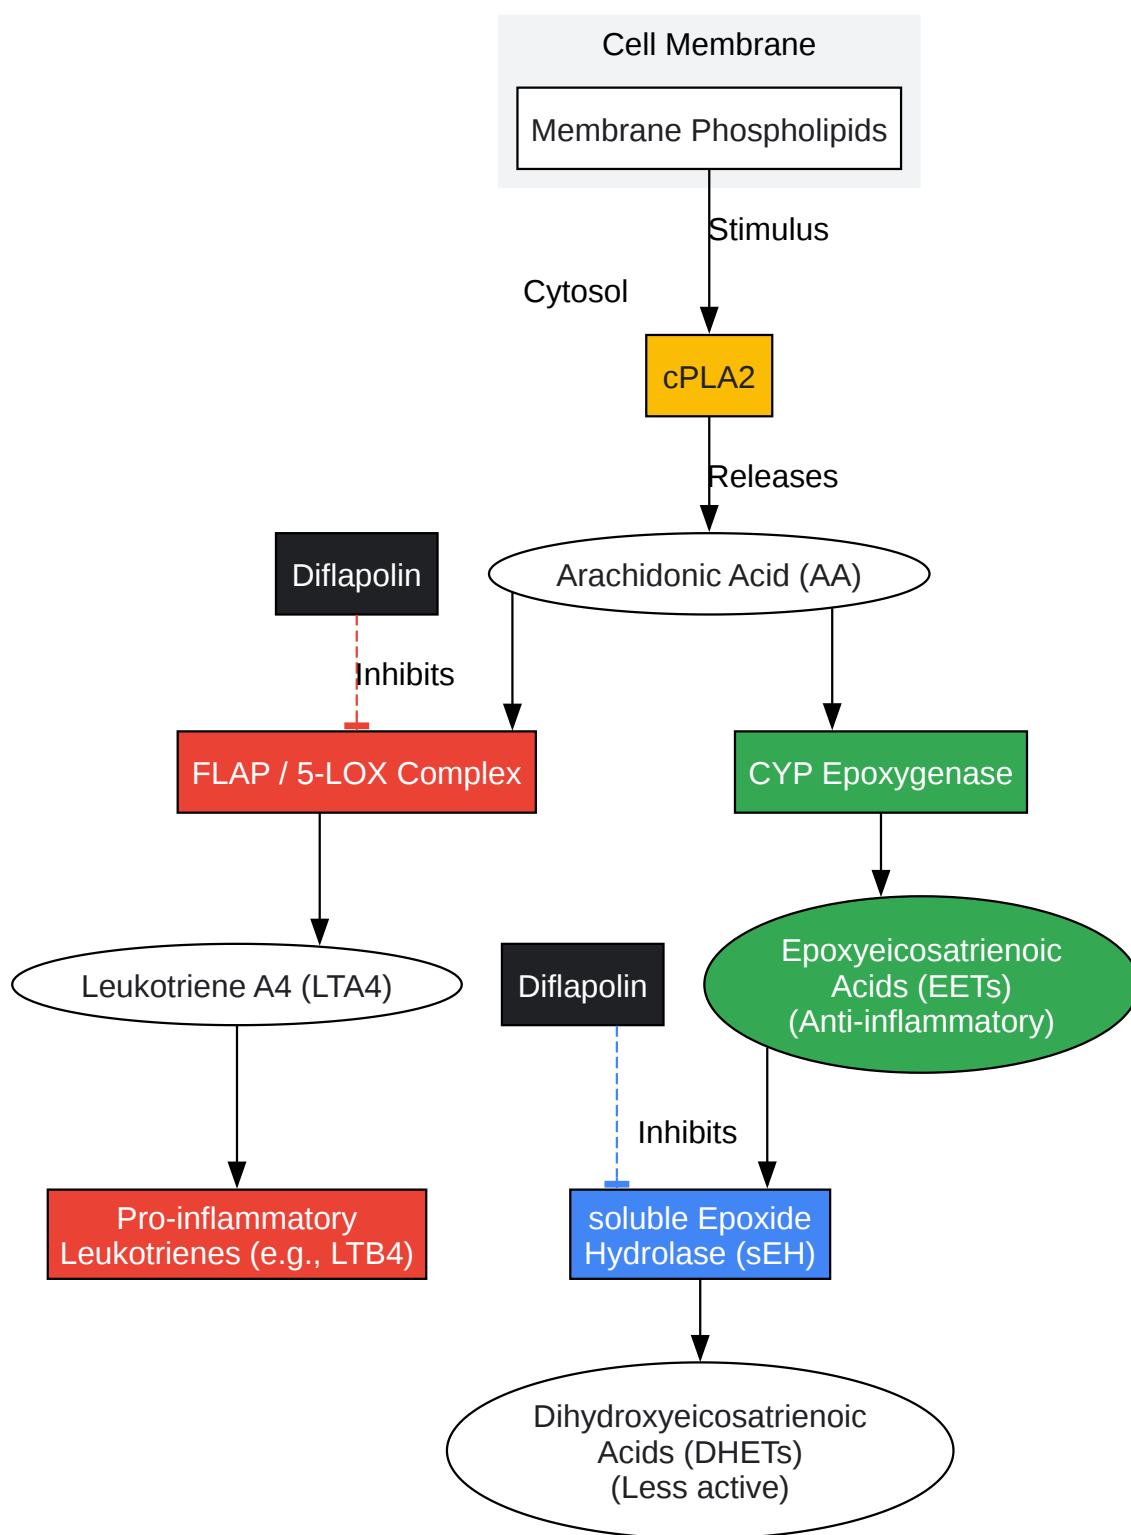 Cell Membrane
Membrane Phospholipids
Stimulus
Cytosol
cPLA2
Releases
Diflapolin
Arachidonic Acid (AA)
Inhibits
FLAP / 5-LOX Complex
CYP Epoxygenase
Leukotriene A4 (LTA4)
Diflapolin
Epoxyeicosatrienoic
Acids (EETs)
(Anti-inflammatory)
Inhibits
Pro-inflammatory
Leukotrienes (e.g., LTB4)
soluble Epoxide
Hydrolase (sEH)
Dihydroxyeicosatrienoic
Acids (DHETs)
(Less active)